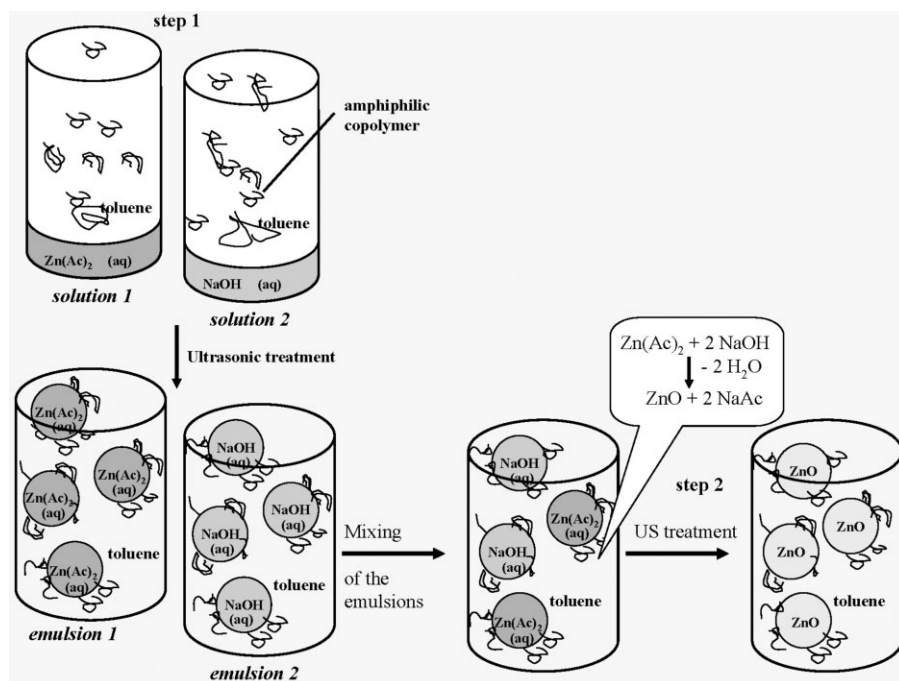 step 1
amphiphilic
copolymer
toluene
toluene
Zn(Ac)₂ (aq)
NaOH (aq)
solution 1
solution 2
Ultrasonic treatment
Zn(Ac)₂
(aq)
Zn(Ac)₂
(aq)
Zn(Ac)₂
(aq)
toluene
Zn(Ac)₂
(aq)
emulsion 1
NaOH
(aq)
NaOH
(aq)
NaOH
(aq)
toluene
NaOH
(aq)
emulsion 2
Mixing
of the
emulsions
NaOH
(aq)
Zn(Ac)₂
(aq)
NaOH
(aq)
toluene
Zn(Ac)₂
(aq)
Zn(Ac)₂ + 2 NaOH
- 2 H₂O
ZnO + 2 NaAc
step 2
US treatment
ZnO
ZnO
ZnO
toluene
ZnO